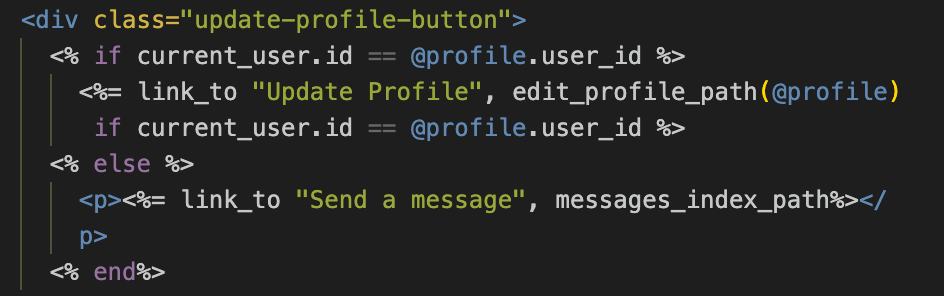 <div class="update-profile-button">
<% if current_user.id == @profile.user_id %>
<%= link_to "Update Profile", edit_profile_path(@profile)
if current_user.id == @profile.user_id %>
<% else %>
<p><%= link_to "Send a message", messages_index_path%></
p>
<% end%>